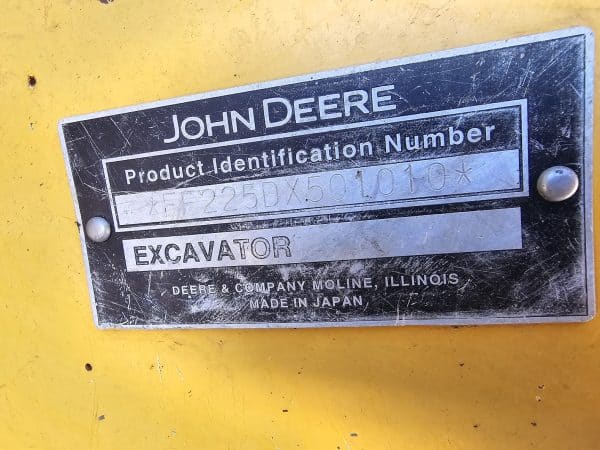 JOHN DEERE
Product Identification Number
*FF225DX501010*
EXCAVATOR
DEERE & COMPANY MOLINE, ILLINOIS
MADE IN JAPAN